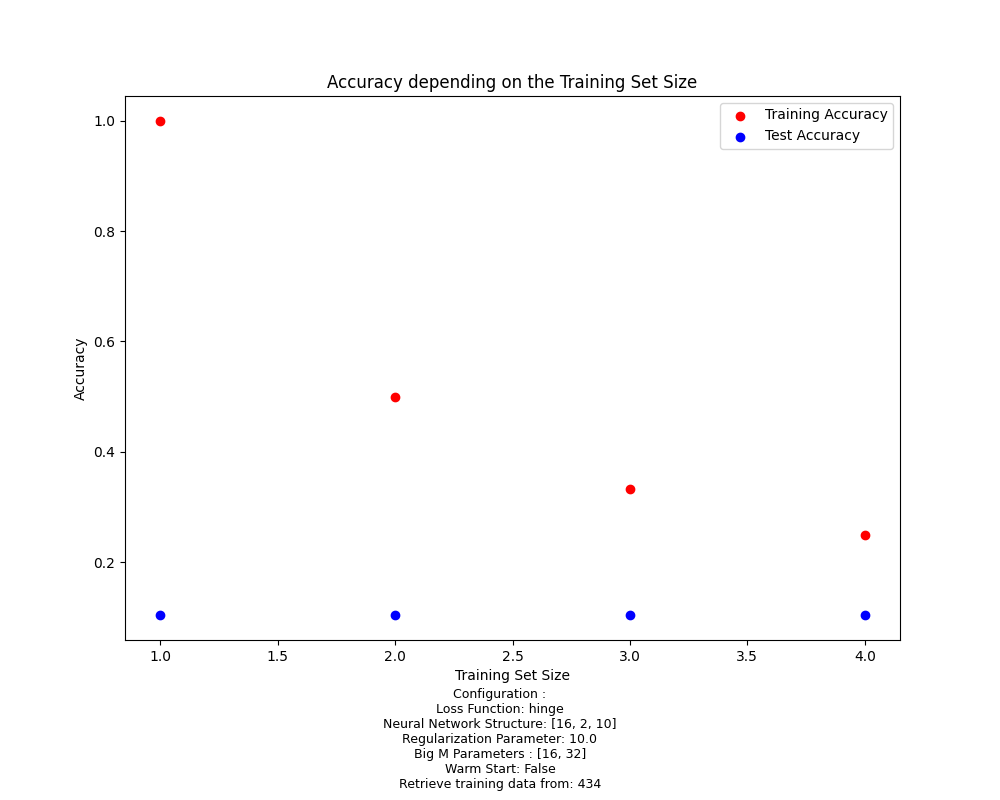 Accuracy depending on the Training Set Size
Training Accuracy
Test Accuracy
1.0
0.8
0.6
0.4
0.2
Accuracy
1.0 1.5 2.0 2.5 3.0 3.5 4.0
Training Set Size
Configuration :
Loss Function: hinge
Neural Network Structure: [16, 2, 10]
Regularization Parameter: 10.0
Big M Parameters : [16, 32]
Warm Start: False
Retrieve training data from: 434